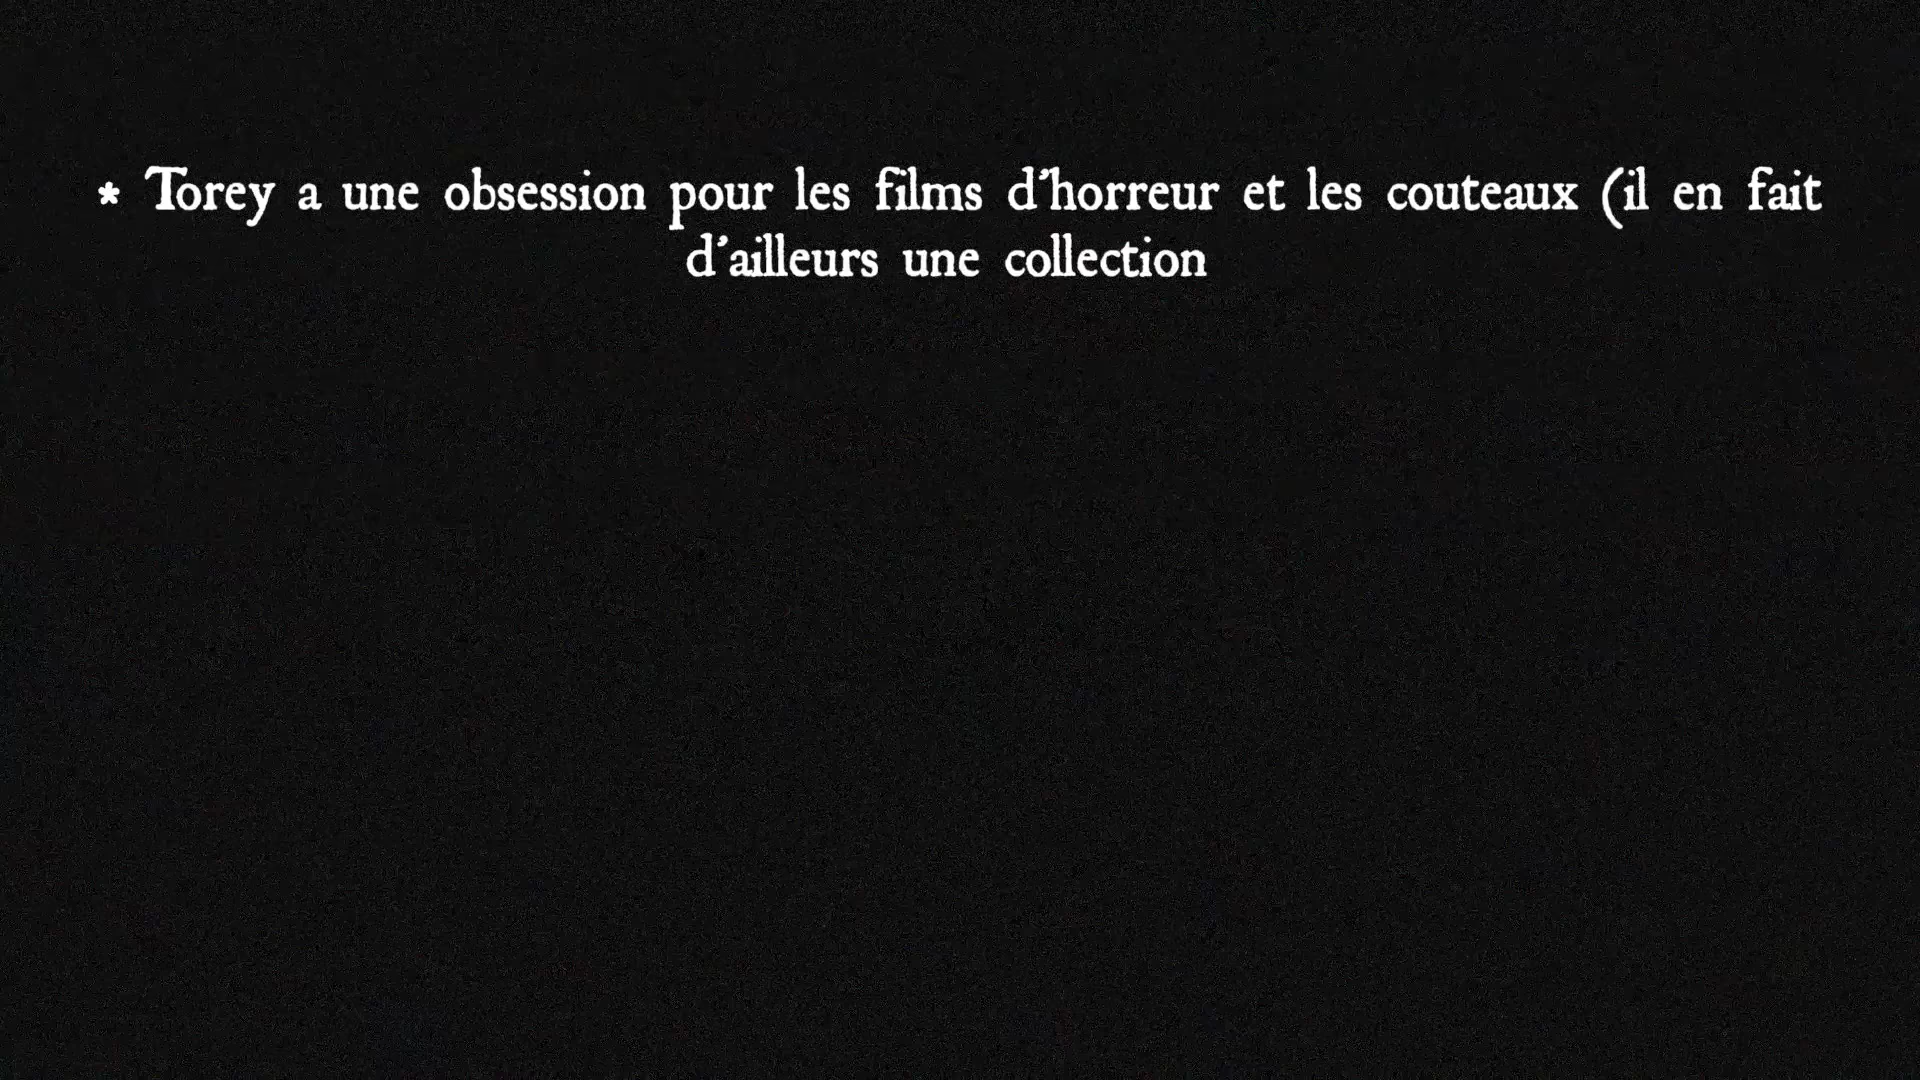 * Torey a une obsession pour les films d'horreur et les couteaux (il en fait
d'ailleurs une collection